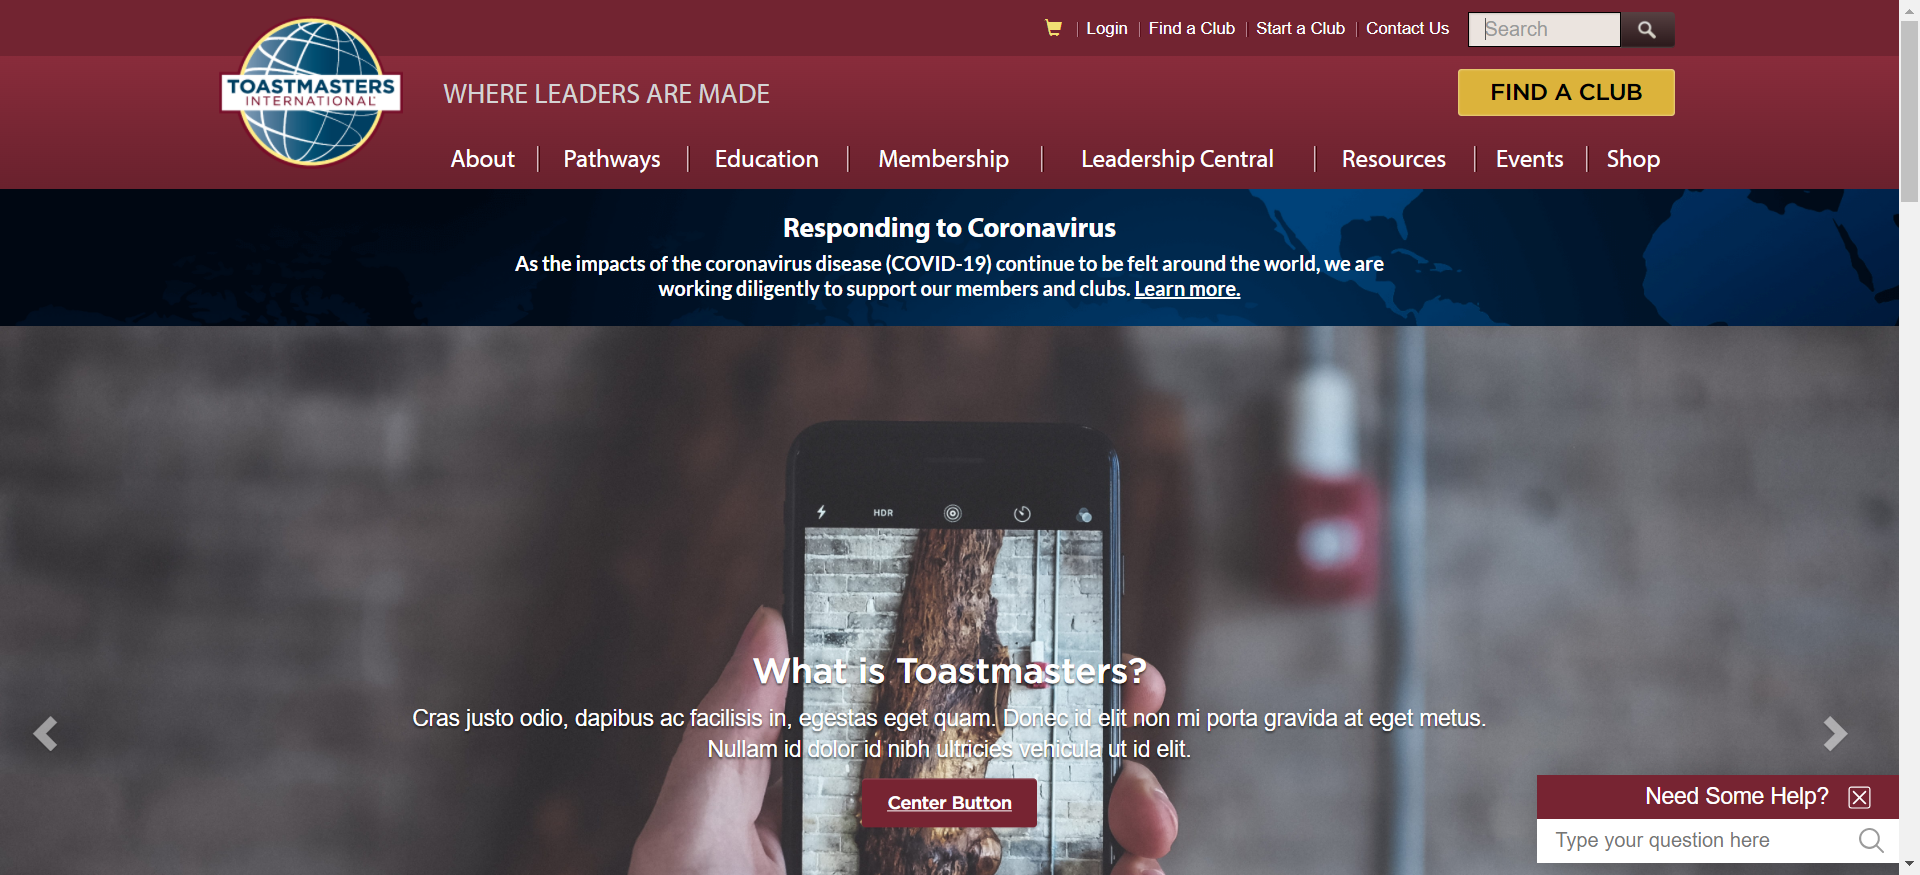 Login
Find a Club
Start a Club
Contact Us
Search
TOASTMASTERS
INTERNATIONAL
WHERE LEADERS ARE MADE
FIND A CLUB
About
Pathways
Education
Membership
Leadership Central
Resources
Events
Shop
Responding to Coronavirus
As the impacts of the coronavirus disease (COVID-19) continue to be felt around the world, we are
working diligently to support our members and clubs. Learn more.
HDR
What is Toastmasters?
Cras justo odio, dapibus ac facilisis in, egestas eget quam. Donec id elit non mi porta gravida at eget metus.
Nullam id dolor id nibh ultricies vehicula ut id elit.
Center Button
Need Some Help?
Type your question here